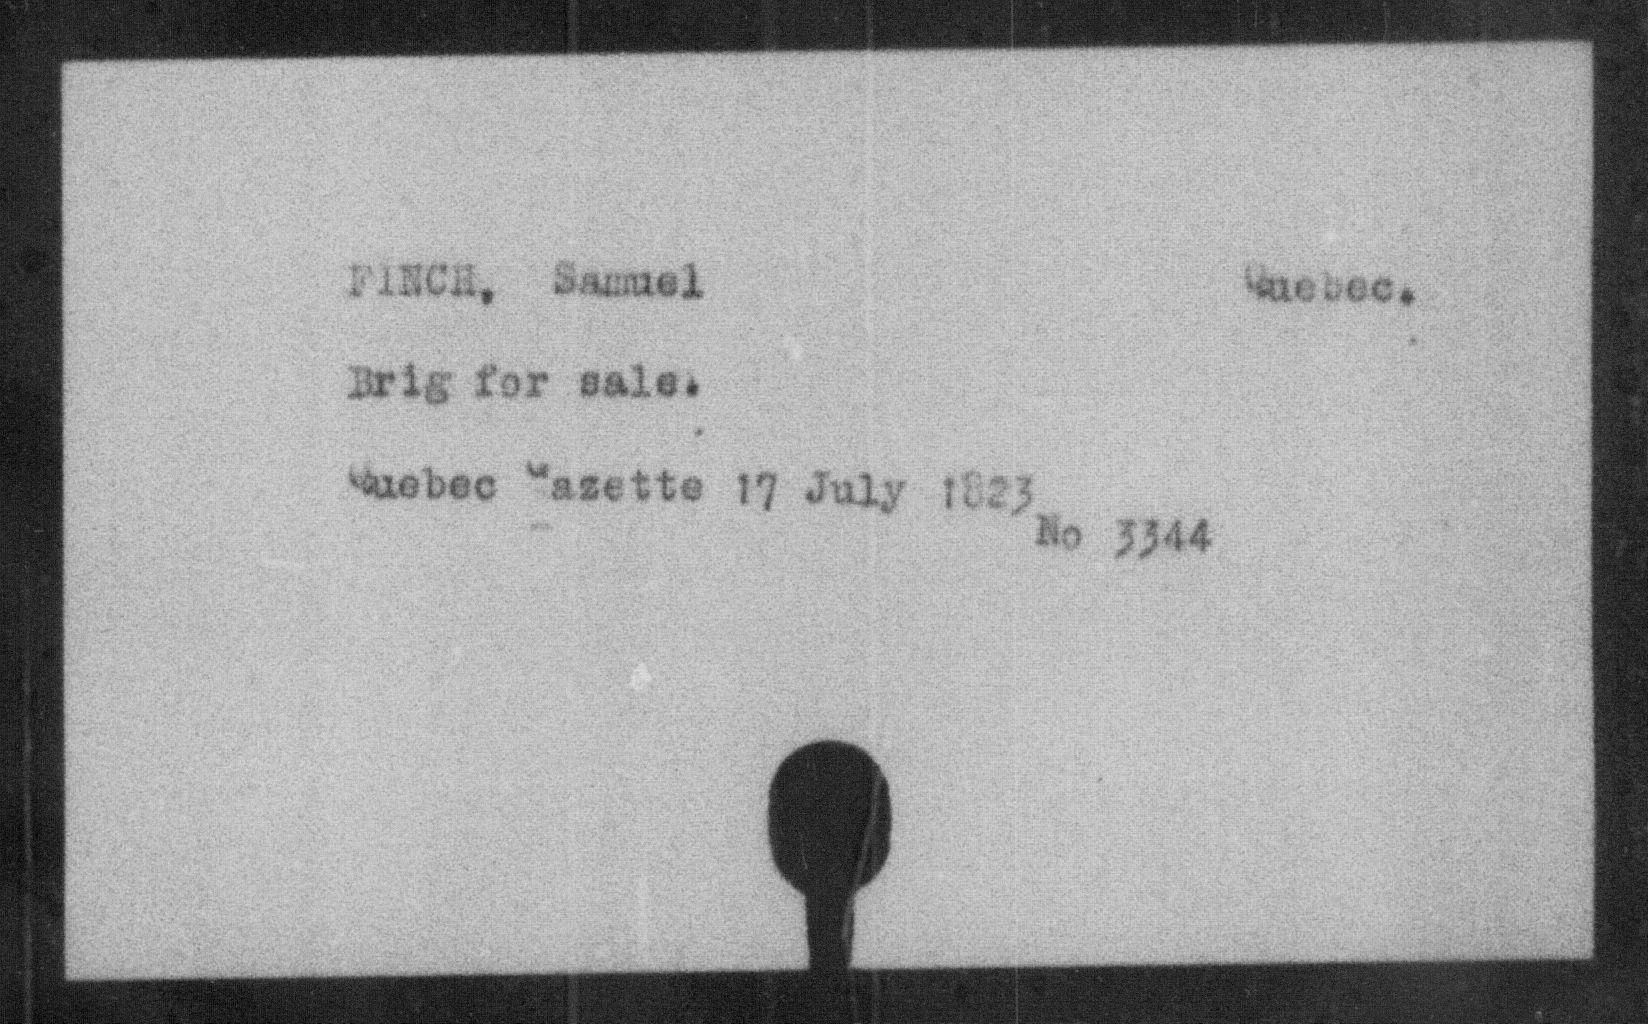 FINCH, Samuel Quebec.
Brig for sale.
Quebec Gazette 17 July 1823
No 3344